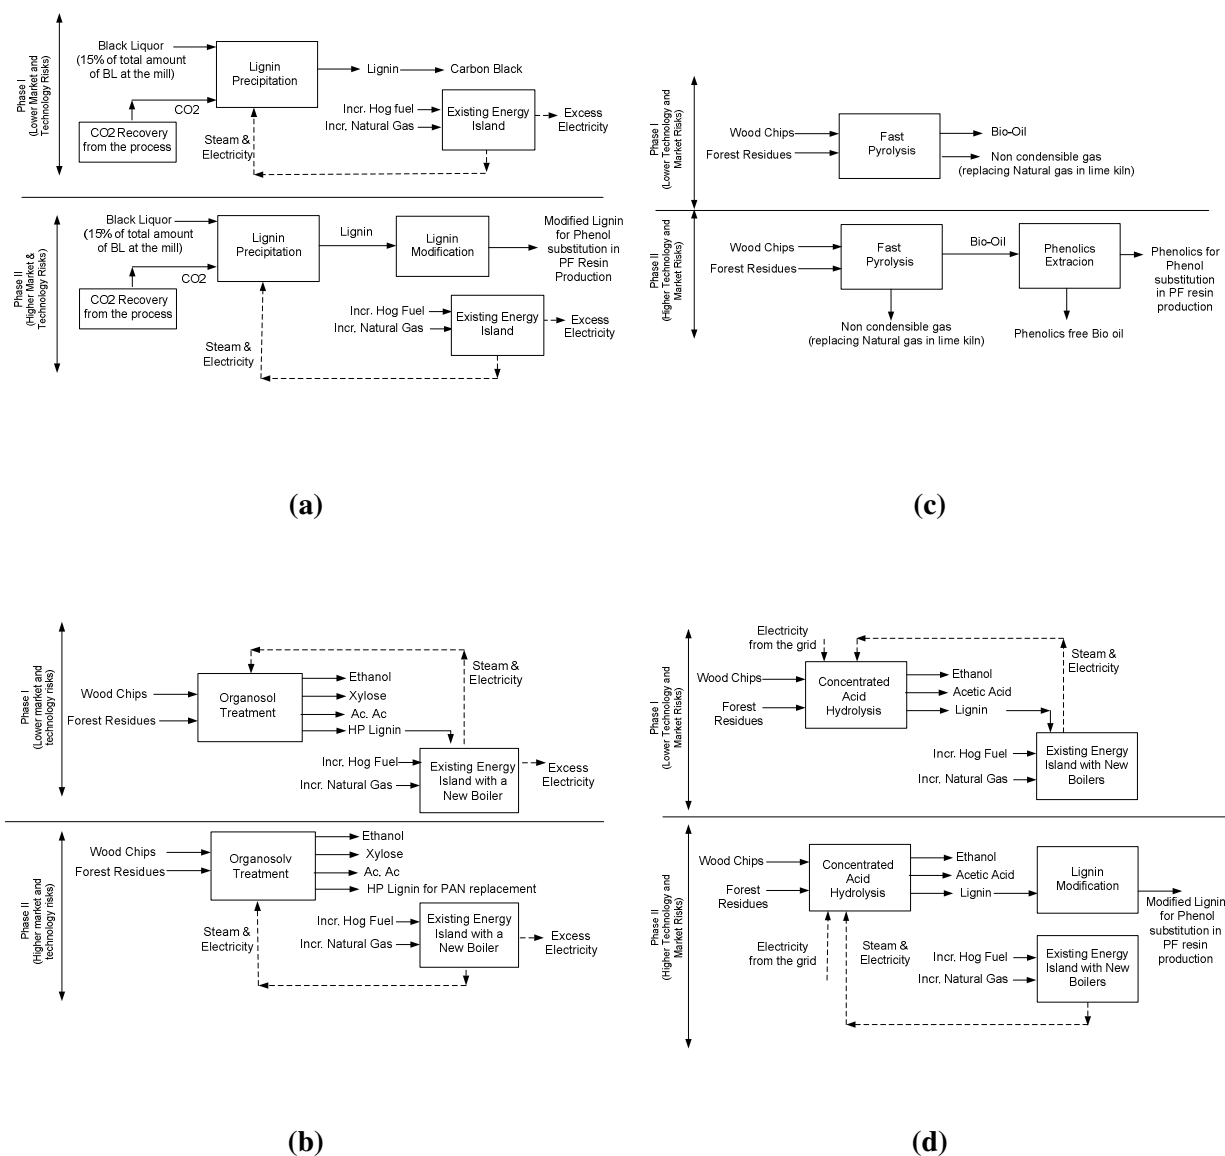 Phase I
(Lower Market and
Technology Risks)
Black Liquor
(15% of total amount
of BL at the mill)
CO2
CO2 Recovery
from the process
Lignin
Precipitation
Lignin
Carbon Black
Steam &
Electricity
Incr. Hog fuel
Incr. Natural Gas
Existing Energy
Island
Excess
Electricity
Phase II
(Higher Market &
Technology Risks)
Black Liquor
(15% of total amount
of BL at the mill)
CO2
CO2 Recovery
from the process
Lignin
Precipitation
Lignin
Lignin
Modification
Modified Lignin
for Phenol
substitution in
PF Resin
Production
Incr. Hog Fuel
Incr. Natural Gas
Existing Energy
Island
Excess
Electricity
Steam &
Electricity
(a)
Phase I
(Lower Technology and
Market Risks)
Wood Chips
Forest Residues
Fast
Pyrolysis
Bio-Oil
Non condensible gas
(replacing Natural gas in lime kiln)
Phase II
(Higher Technology and
Market Risks)
Wood Chips
Forest Residues
Fast
Pyrolysis
Bio-Oil
Phenolics
Extracion
Phenolics for
Phenol
substitution
in PF resin
production
Non condensible gas
(replacing Natural gas in lime kiln)
Phenolics free Bio oil
(c)
Phase I
(Lower market and
technology risks)
Wood Chips
Forest Residues
Organosol
Treatment
Ethanol
Xylose
Ac. Ac
HP Lignin
Steam &
Electricity
Incr. Hog Fuel
Incr. Natural Gas
Existing Energy
Island with a
New Boiler
Excess
Electricity
Phase II
(Higher market and
technology risks)
Wood Chips
Forest Residues
Organosolv
Treatment
Ethanol
Xylose
Ac. Ac
HP Lignin for PAN replacement
Steam &
Electricity
Incr. Hog Fuel
Incr. Natural Gas
Existing Energy
Island with a
New Boiler
Excess
Electricity
(b)
Phase I
(Lower Technology and
Market Risks)
Electricity
from the grid
Wood Chips
Forest
Residues
Concentrated
Acid
Hydrolysis
Ethanol
Acetic Acid
Lignin
Steam &
Electricity
Incr. Hog Fuel
Incr. Natural Gas
Existing Energy
Island with New
Boilers
Phase II
(Higher Technology and
Market Risks)
Wood Chips
Forest
Residues
Concentrated
Acid
Hydrolysis
Ethanol
Acetic Acid
Lignin
Lignin
Modification
Modified Lignin
for Phenol
substitution in
PF resin
production
Electricity
from the grid
Steam &
Electricity
Incr. Hog Fuel
Incr. Natural Gas
Existing Energy
Island with New
Boilers
(d)